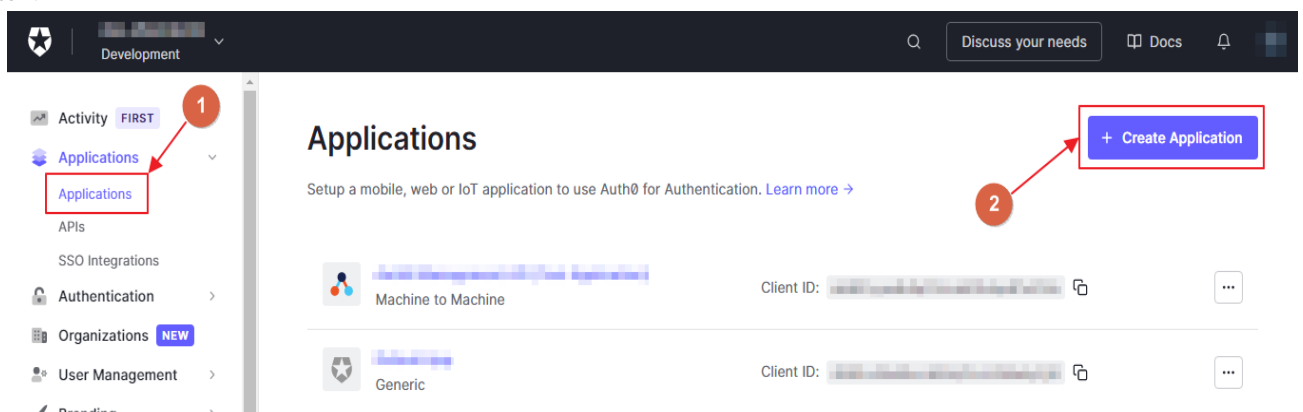 Development
Discuss your needs
Docs
Activity FIRST
1
Applications
Applications
APIs
SSO Integrations
Authentication
Organizations NEW
User Management
Branding
Applications
+ Create Application
Setup a mobile, web or IoT application to use Auth0 for Authentication. Learn more →
2
Machine to Machine
Client ID:
...
Generic
Client ID:
...